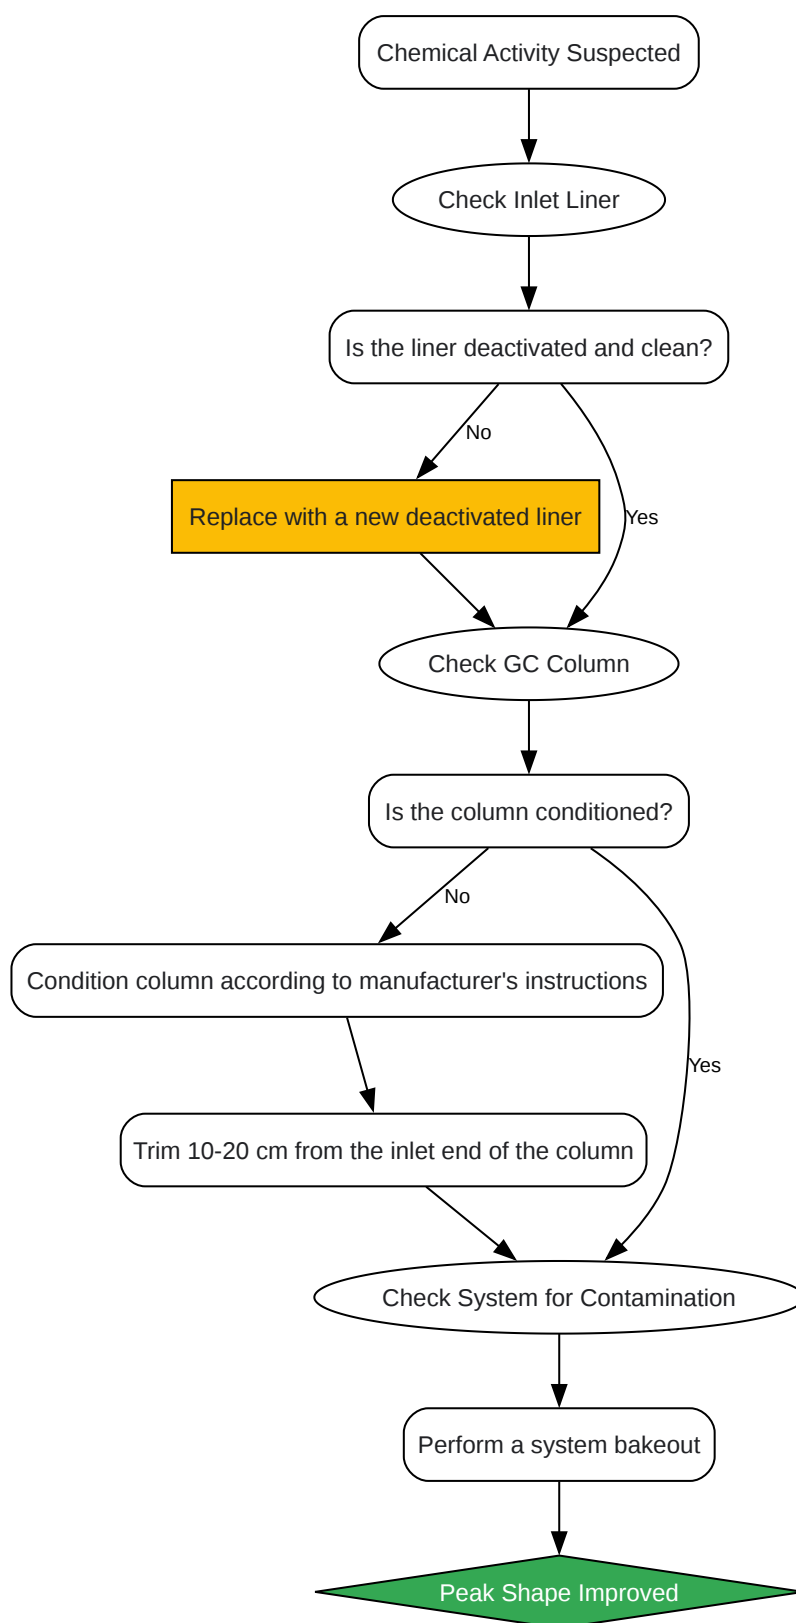 Chemical Activity Suspected
Check Inlet Liner
Is the liner deactivated and clean?
No
Replace with a new deactivated liner
Yes
Check GC Column
Is the column conditioned?
No
Condition column according to manufacturer's instructions
Yes
Trim 10-20 cm from the inlet end of the column
Check System for Contamination
Perform a system bakeout
Peak Shape Improved